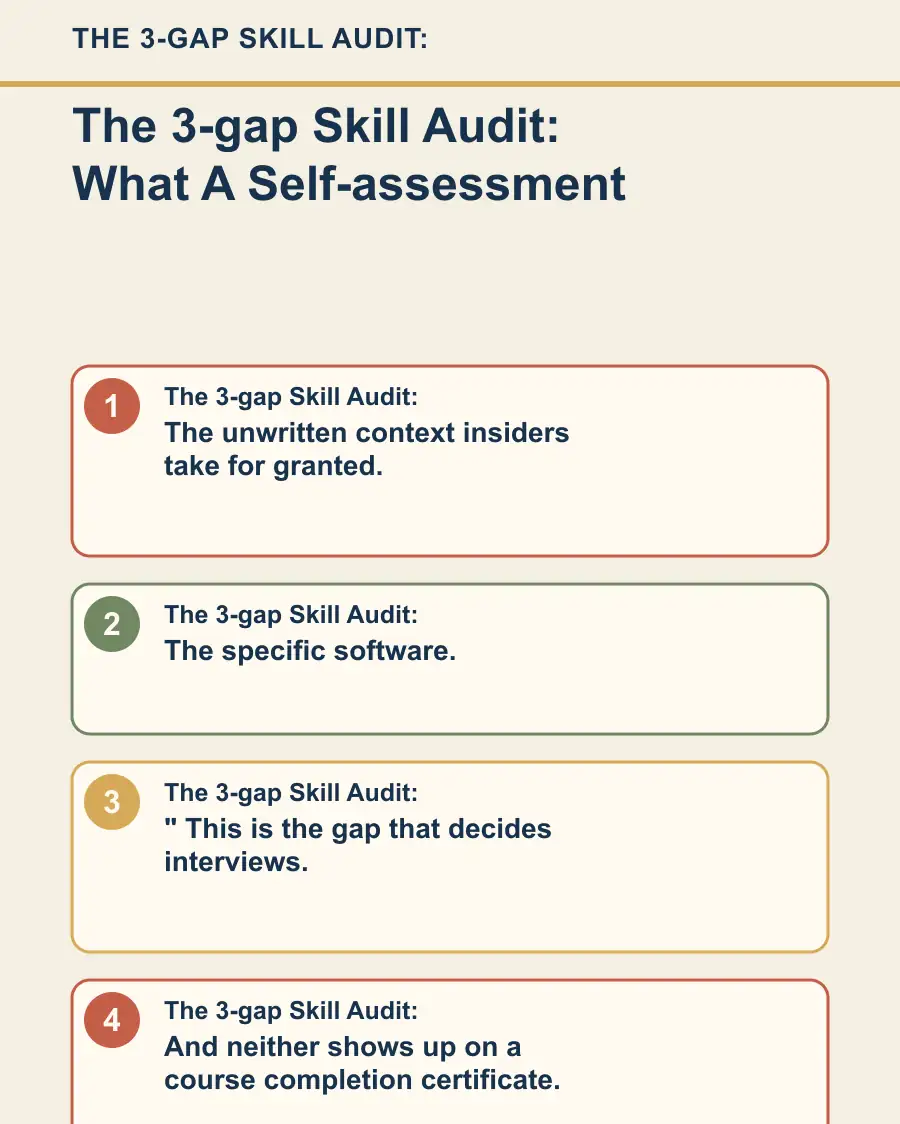 THE 3-GAP SKILL AUDIT:
The 3-gap Skill Audit:
What A Self-assessment
1
The 3-gap Skill Audit:
The unwritten context insiders
take for granted.
2
The 3-gap Skill Audit:
The specific software.
3
The 3-gap Skill Audit:
" This is the gap that decides
interviews.
4
The 3-gap Skill Audit:
And neither shows up on a
course completion certificate.